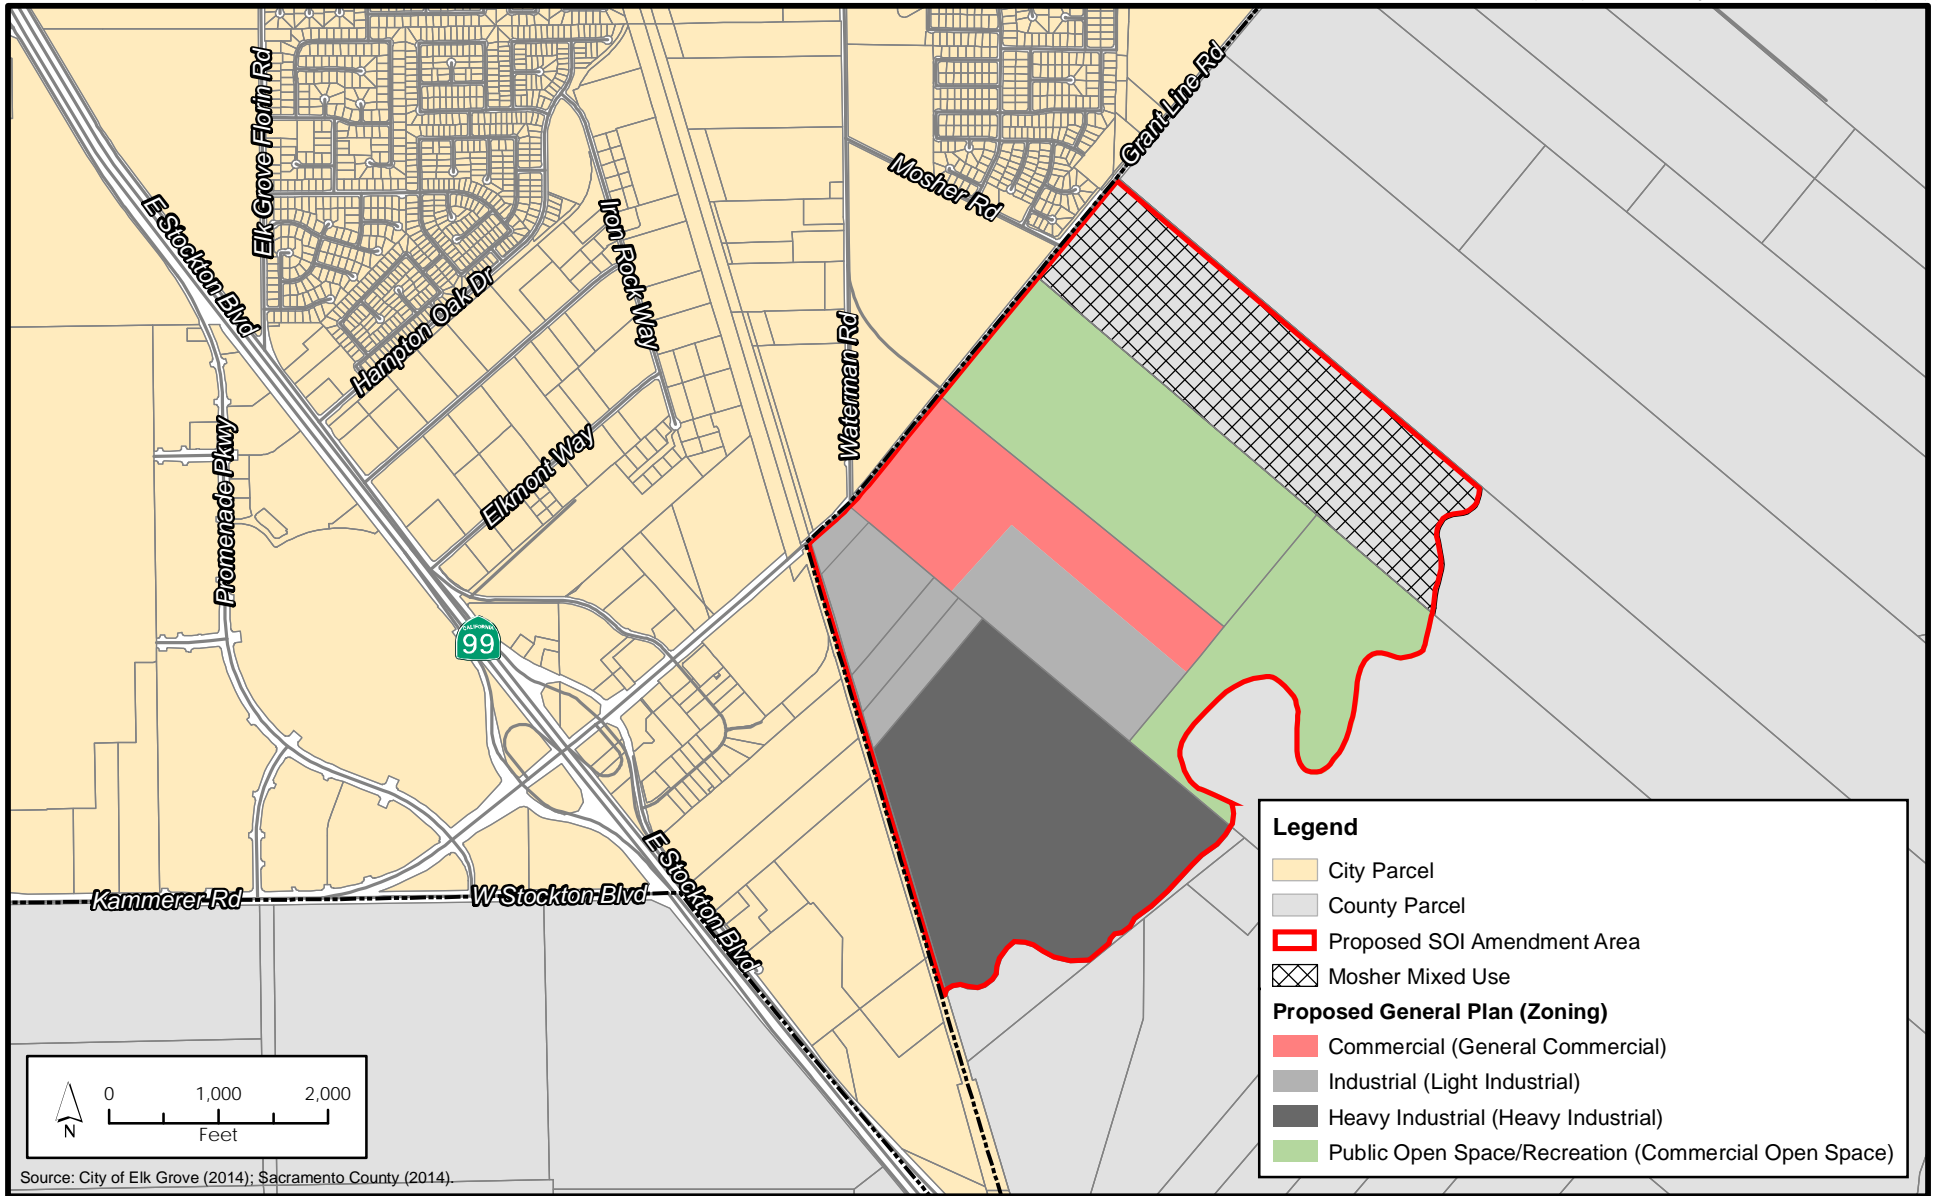 Grant Line Rd
Elk Grove Florin Rd
Mosher Rd
E Stockton Blvd
Iron Rock Way
Hampton Oak Dr
Waterman Rd
Promenade Pkwy
Elkmont Way
CALIFORNIA
99
Kammerer Rd
W Stockton Blvd
E Stockton Blvd
Legend
City Parcel
County Parcel
Proposed SOI Amendment Area
Mosher Mixed Use
Proposed General Plan (Zoning)
Commercial (General Commercial)
Industrial (Light Industrial)
Heavy Industrial (Heavy Industrial)
Public Open Space/Recreation (Commercial Open Space)
0 1,000 2,000
Feet
N
Source: City of Elk Grove (2014); Sacramento County (2014).